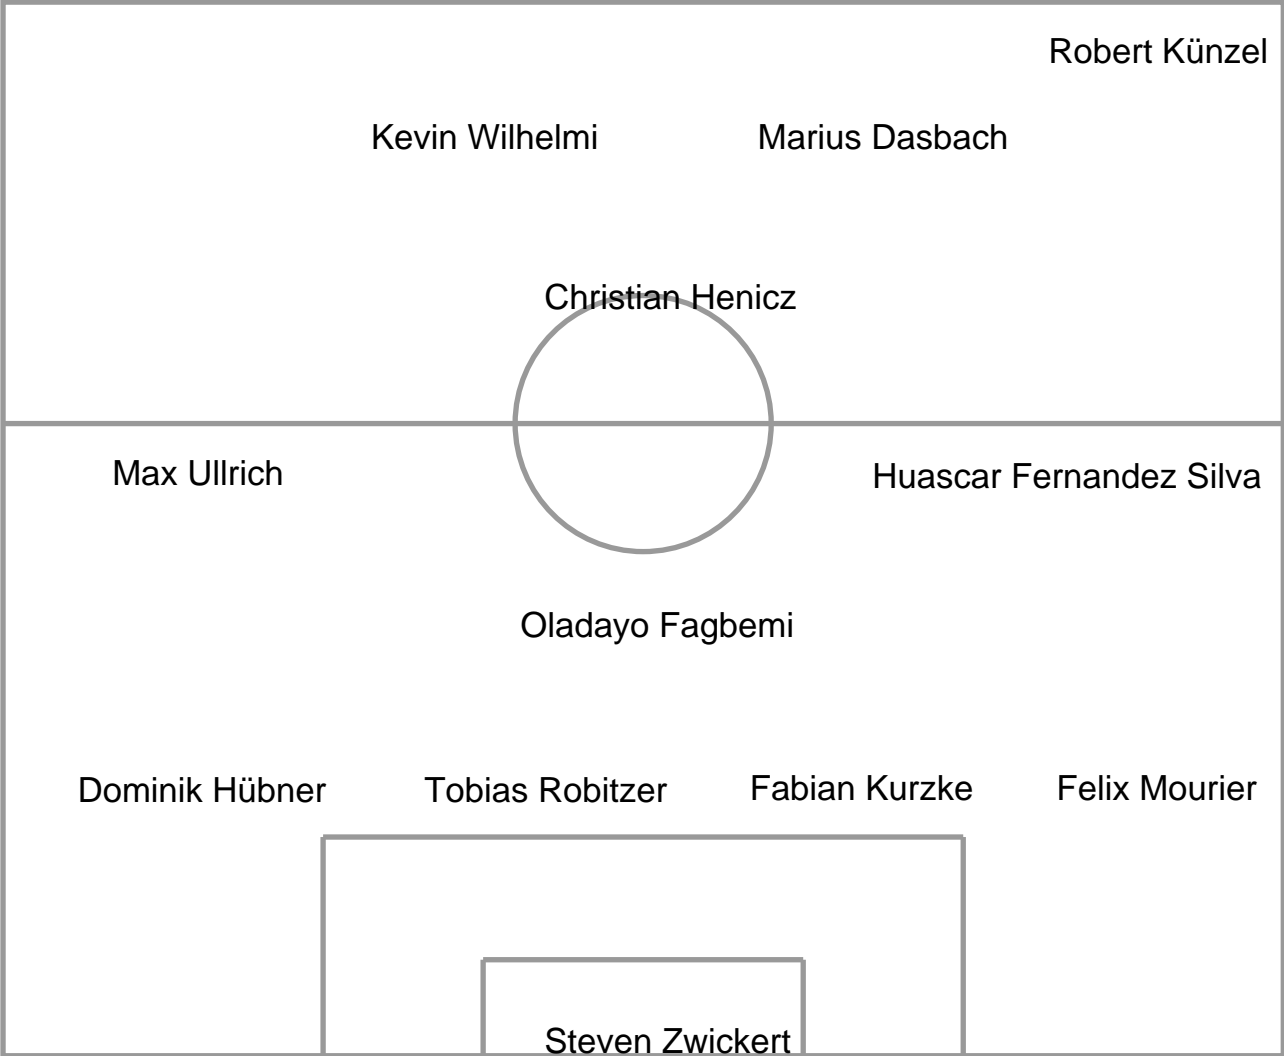 Robert Künzel
Kevin Wilhelmi
Marius Dasbach
Christian Henicz
Max Ullrich
Huascar Fernandez Silva
Oladayo Fagbemi
Dominik Hübner
Tobias Robitzer
Fabian Kurzke
Felix Mourier
Steven Zwickert